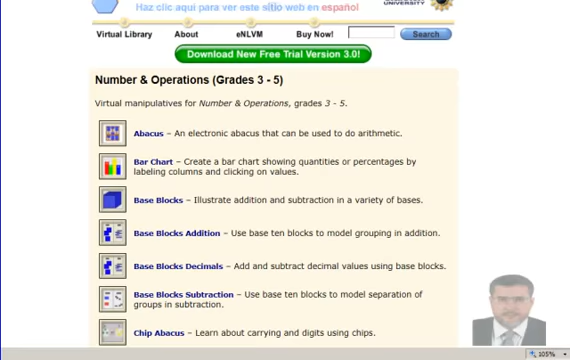 Haz clic aquí para ver este sitio web en español
UNIVERSITY
Virtual Library About eNLVM Buy Now! Search
Download New Free Trial Version 3.0!
Number & Operations (Grades 3 - 5)
Virtual manipulatives for Number & Operations, grades 3 - 5.
Abacus – An electronic abacus that can be used to do arithmetic.
Bar Chart – Create a bar chart showing quantities or percentages by
labeling columns and clicking on values.
Base Blocks – Illustrate addition and subtraction in a variety of bases.
Base Blocks Addition – Use base ten blocks to model grouping in addition.
Base Blocks Decimals – Add and subtract decimal values using base blocks.
Base Blocks Subtraction – Use base ten blocks to model separation of
groups in subtraction.
Chip Abacus – Learn about carrying and digits using chips.
105%